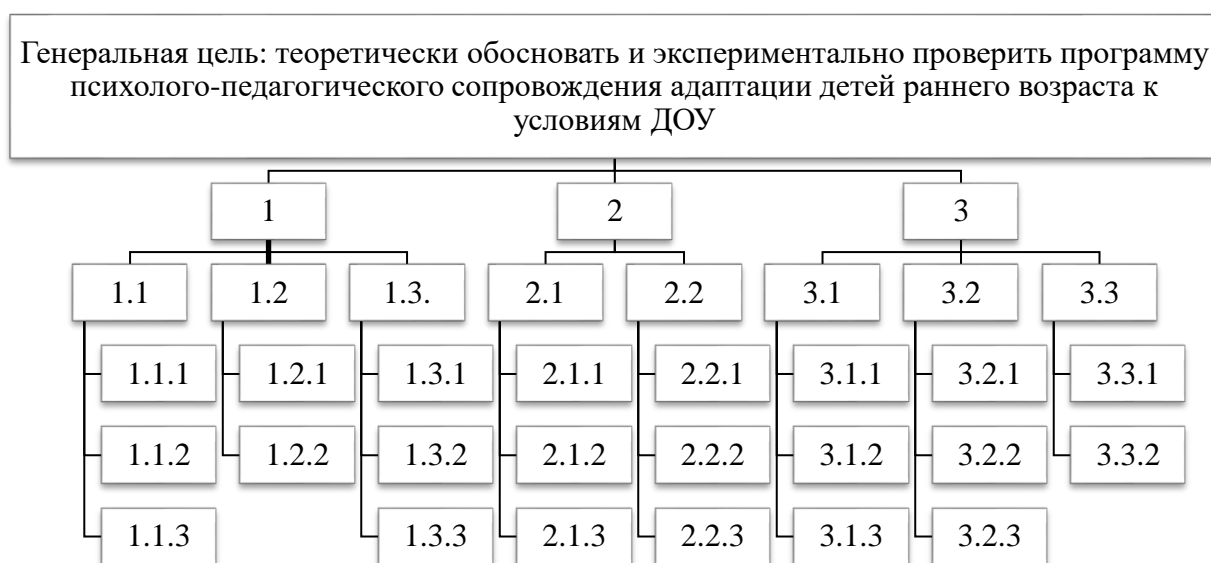 Генеральная цель: теоретически обосновать и экспериментально проверить программу
психолого-педагогического сопровождения адаптации детей раннего возраста к
условиям ДОУ
1 2 3
1.1 1.2 1.3. 2.1 2.2 3.1 3.2 3.3
1.1.1 1.2.1 1.3.1 2.1.1 2.2.1 3.1.1 3.2.1 3.3.1
1.1.2 1.2.2 1.3.2 2.1.2 2.2.2 3.1.2 3.2.2 3.3.2
1.1.3 1.3.3 2.1.3 2.2.3 3.1.3 3.2.3